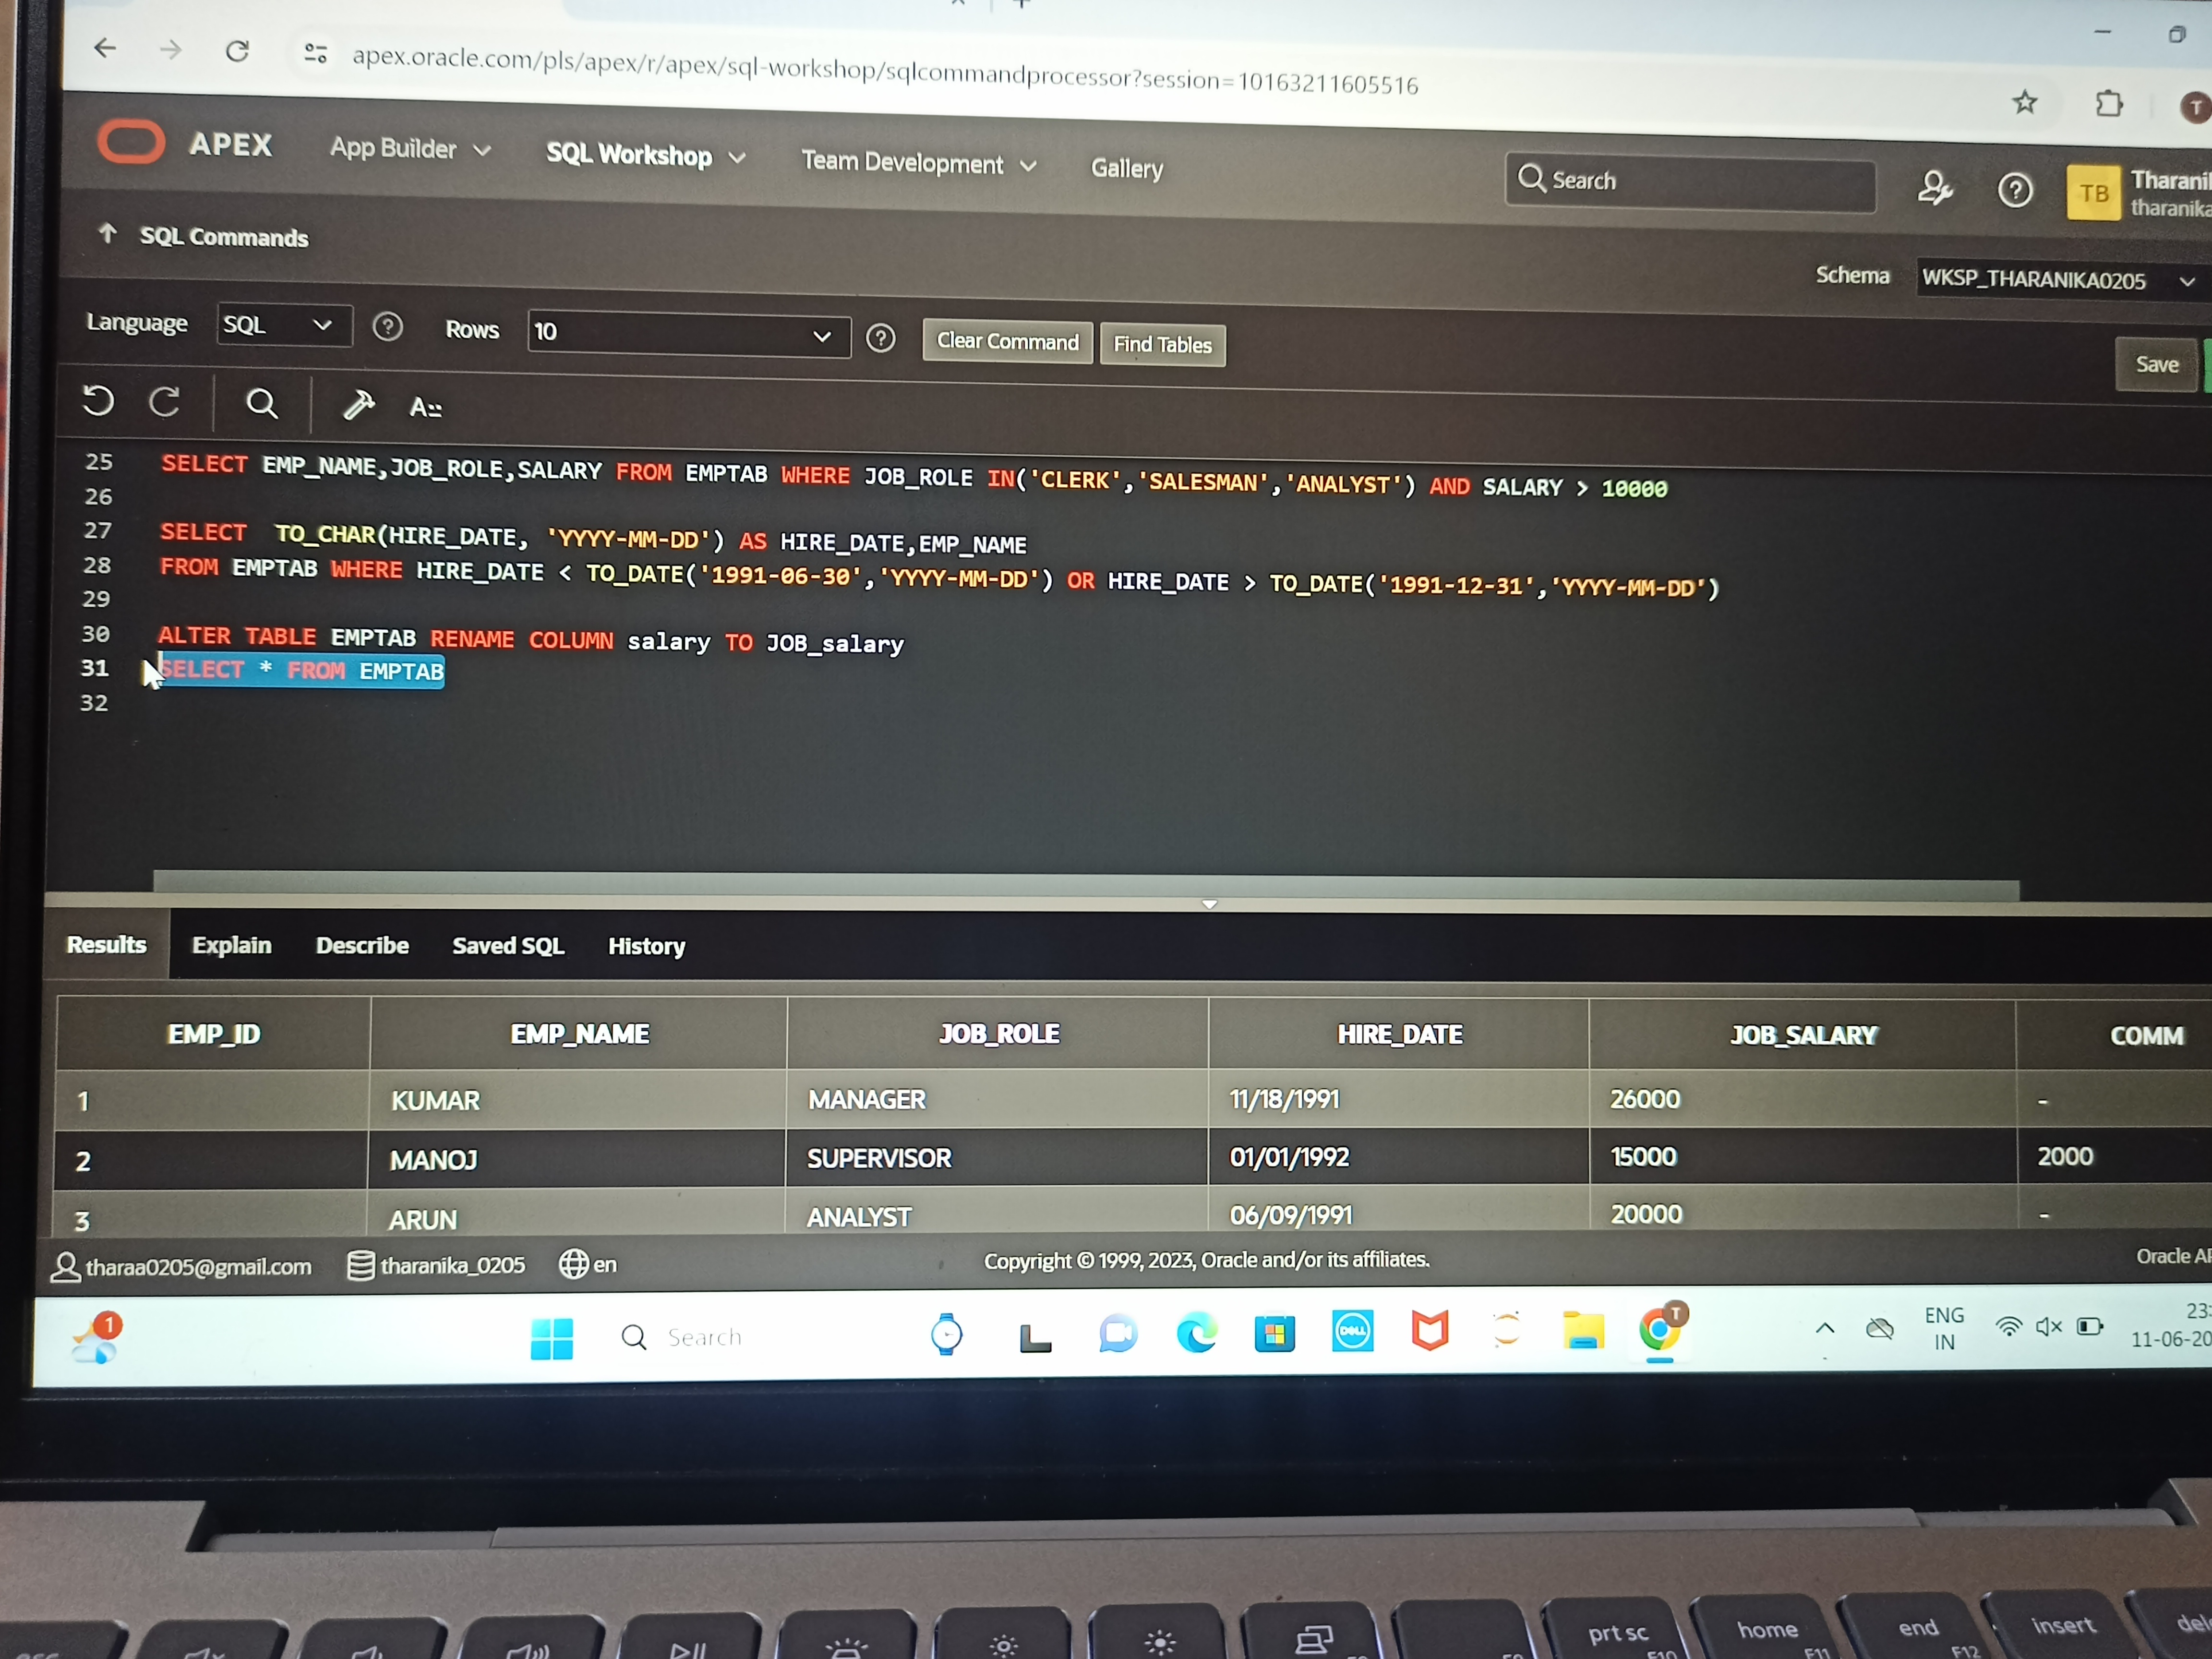 apex.oracle.com/pls/apex/r/apex/sql-workshop/sqlcommandprocessor?session=10163211605516
T
APEX App Builder SQL Workshop Team Development Gallery Search TB
SQL Commands
Schema WKSP_THARANIKA0205
Language SQL Rows 10 Clear Command Find Tables Save
A
25 SELECT EMP_NAME,JOB_ROLE,SALARY FROM EMPTAB WHERE JOB_ROLE IN('CLERK','SALESMAN','ANALYST') AND SALARY > 10000
26
27 SELECT TO_CHAR(HIRE_DATE, 'YYYY-MM-DD') AS HIRE_DATE,EMP_NAME
28 FROM EMPTAB WHERE HIRE_DATE < TO_DATE('1991-06-30','YYYY-MM-DD') OR HIRE_DATE > TO_DATE('1991-12-31','YYYY-MM-DD')
29
30 ALTER TABLE EMPTAB RENAME COLUMN salary TO JOB_salary
31 SELECT * FROM EMPTAB
32
Results Explain Describe Saved SQL History
EMP_ID EMP_NAME JOB_ROLE HIRE_DATE JOB_SALARY COMM
1 KUMAR MANAGER 11/18/1991 26000 -
2 MANOJ SUPERVISOR 01/01/1992 15000 2000
3 ARUN ANALYST 06/09/1991 20000 -
tharaa0205@gmail.com tharanika_0205 en Copyright © 1999, 2023, Oracle and/or its affiliates. Oracle
1 Search DELL T ENG
IN
prt sc home end insert
F10 F11 F12